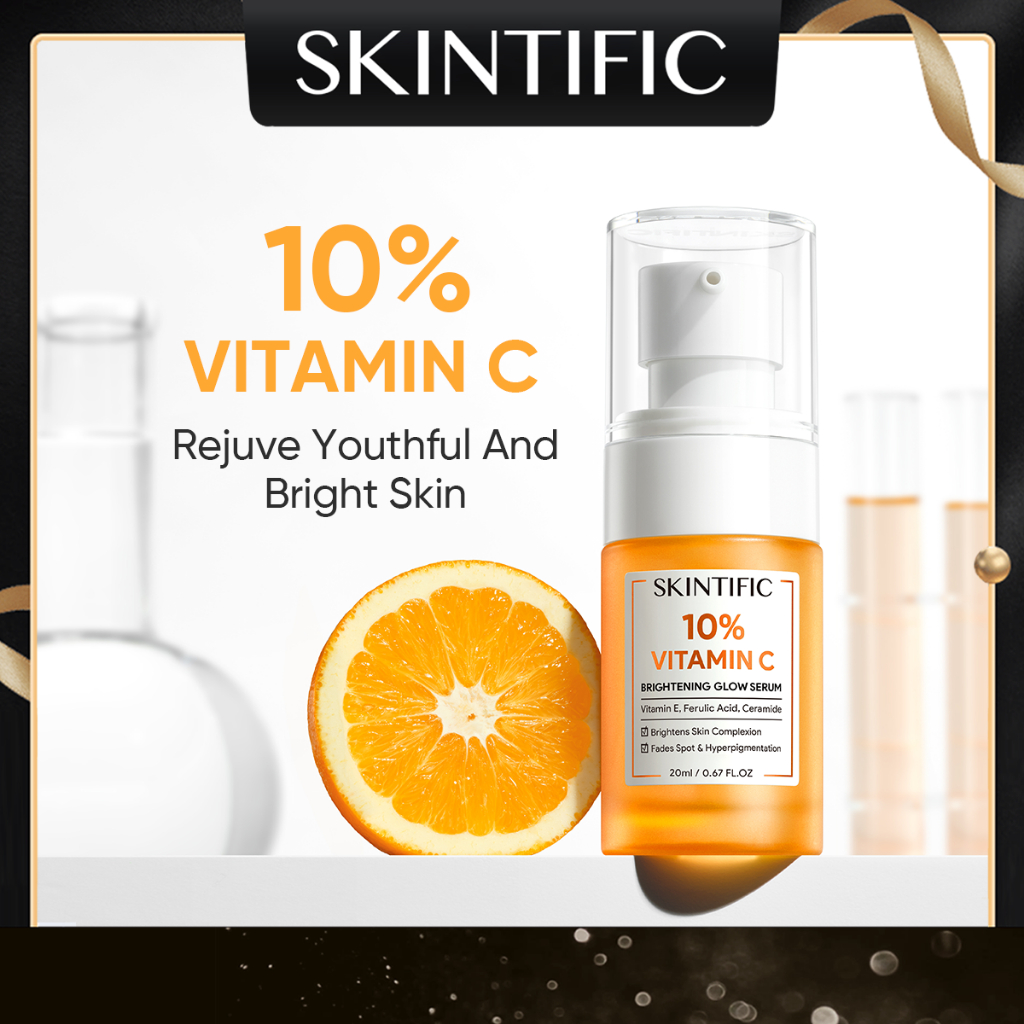 SKINTIFIC
10%
VITAMIN C
Rejuve Youthful And
Bright Skin
SKINTIFIC
10%
VITAMIN C
BRIGHTENING GLOW SERUM
Vitamin E, Ferulic Acid, Ceramide
Brightens Skin Complexion
Fades Spot & Hyperpigmentation
20ml / 0.67 FL.OZ